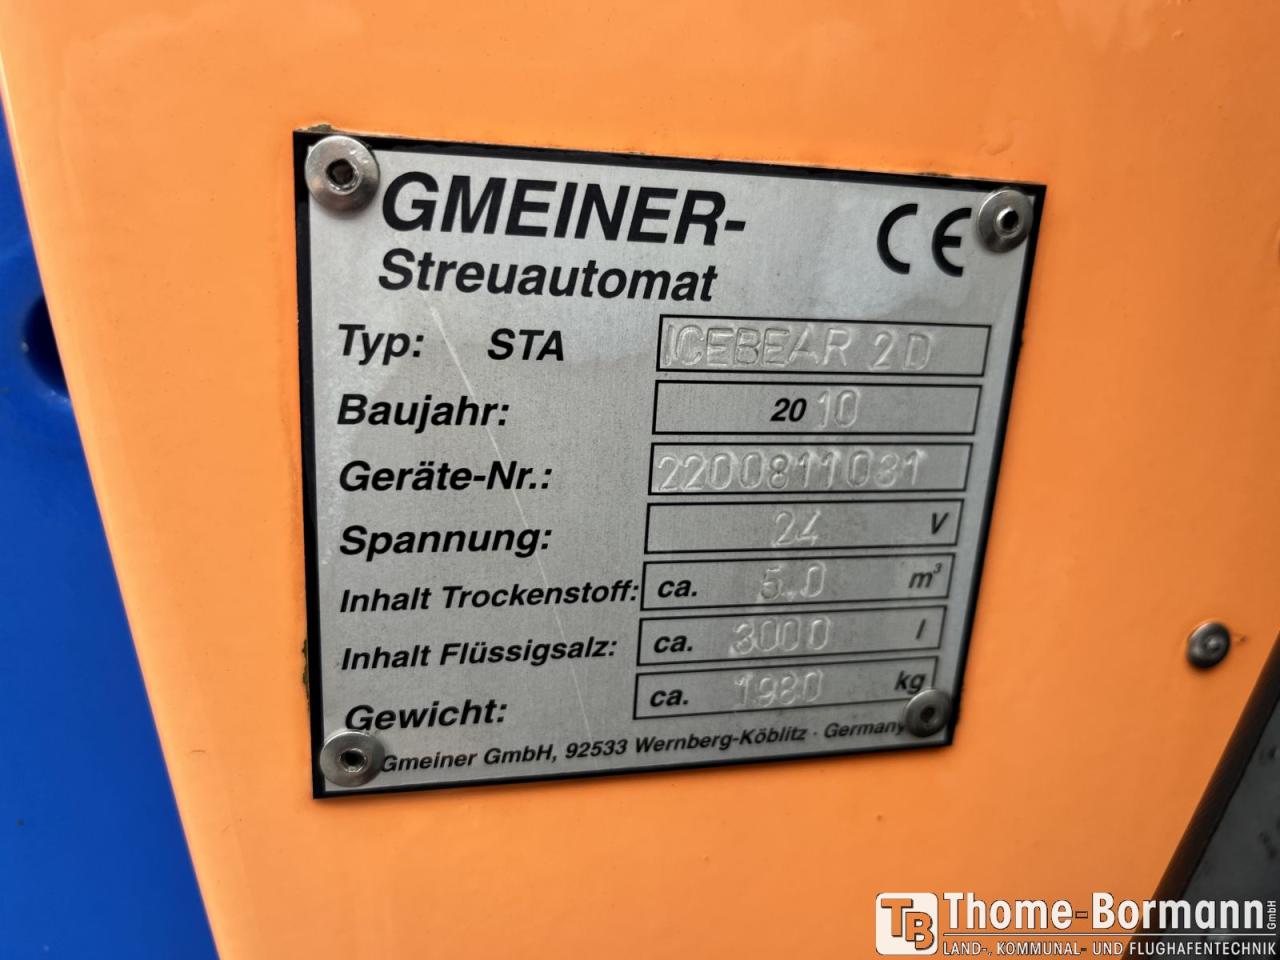 GMEINER-
Streuautomat
CE
Typ: STA ICEBEAR 2D
Baujahr: 2010
Geräte-Nr.: 2200811031
Spannung: 24 V
Inhalt Trockenstoff: ca. 5.0 m³
Inhalt Flüssigsalz: ca. 3000 l
Gewicht: ca. 1980 kg
Gmeiner GmbH, 92533 Wernberg-Köblitz · Germany
TB Thome-Bormann GmbH
LAND-, KOMMUNAL- UND FLUGHAFENTECHNIK